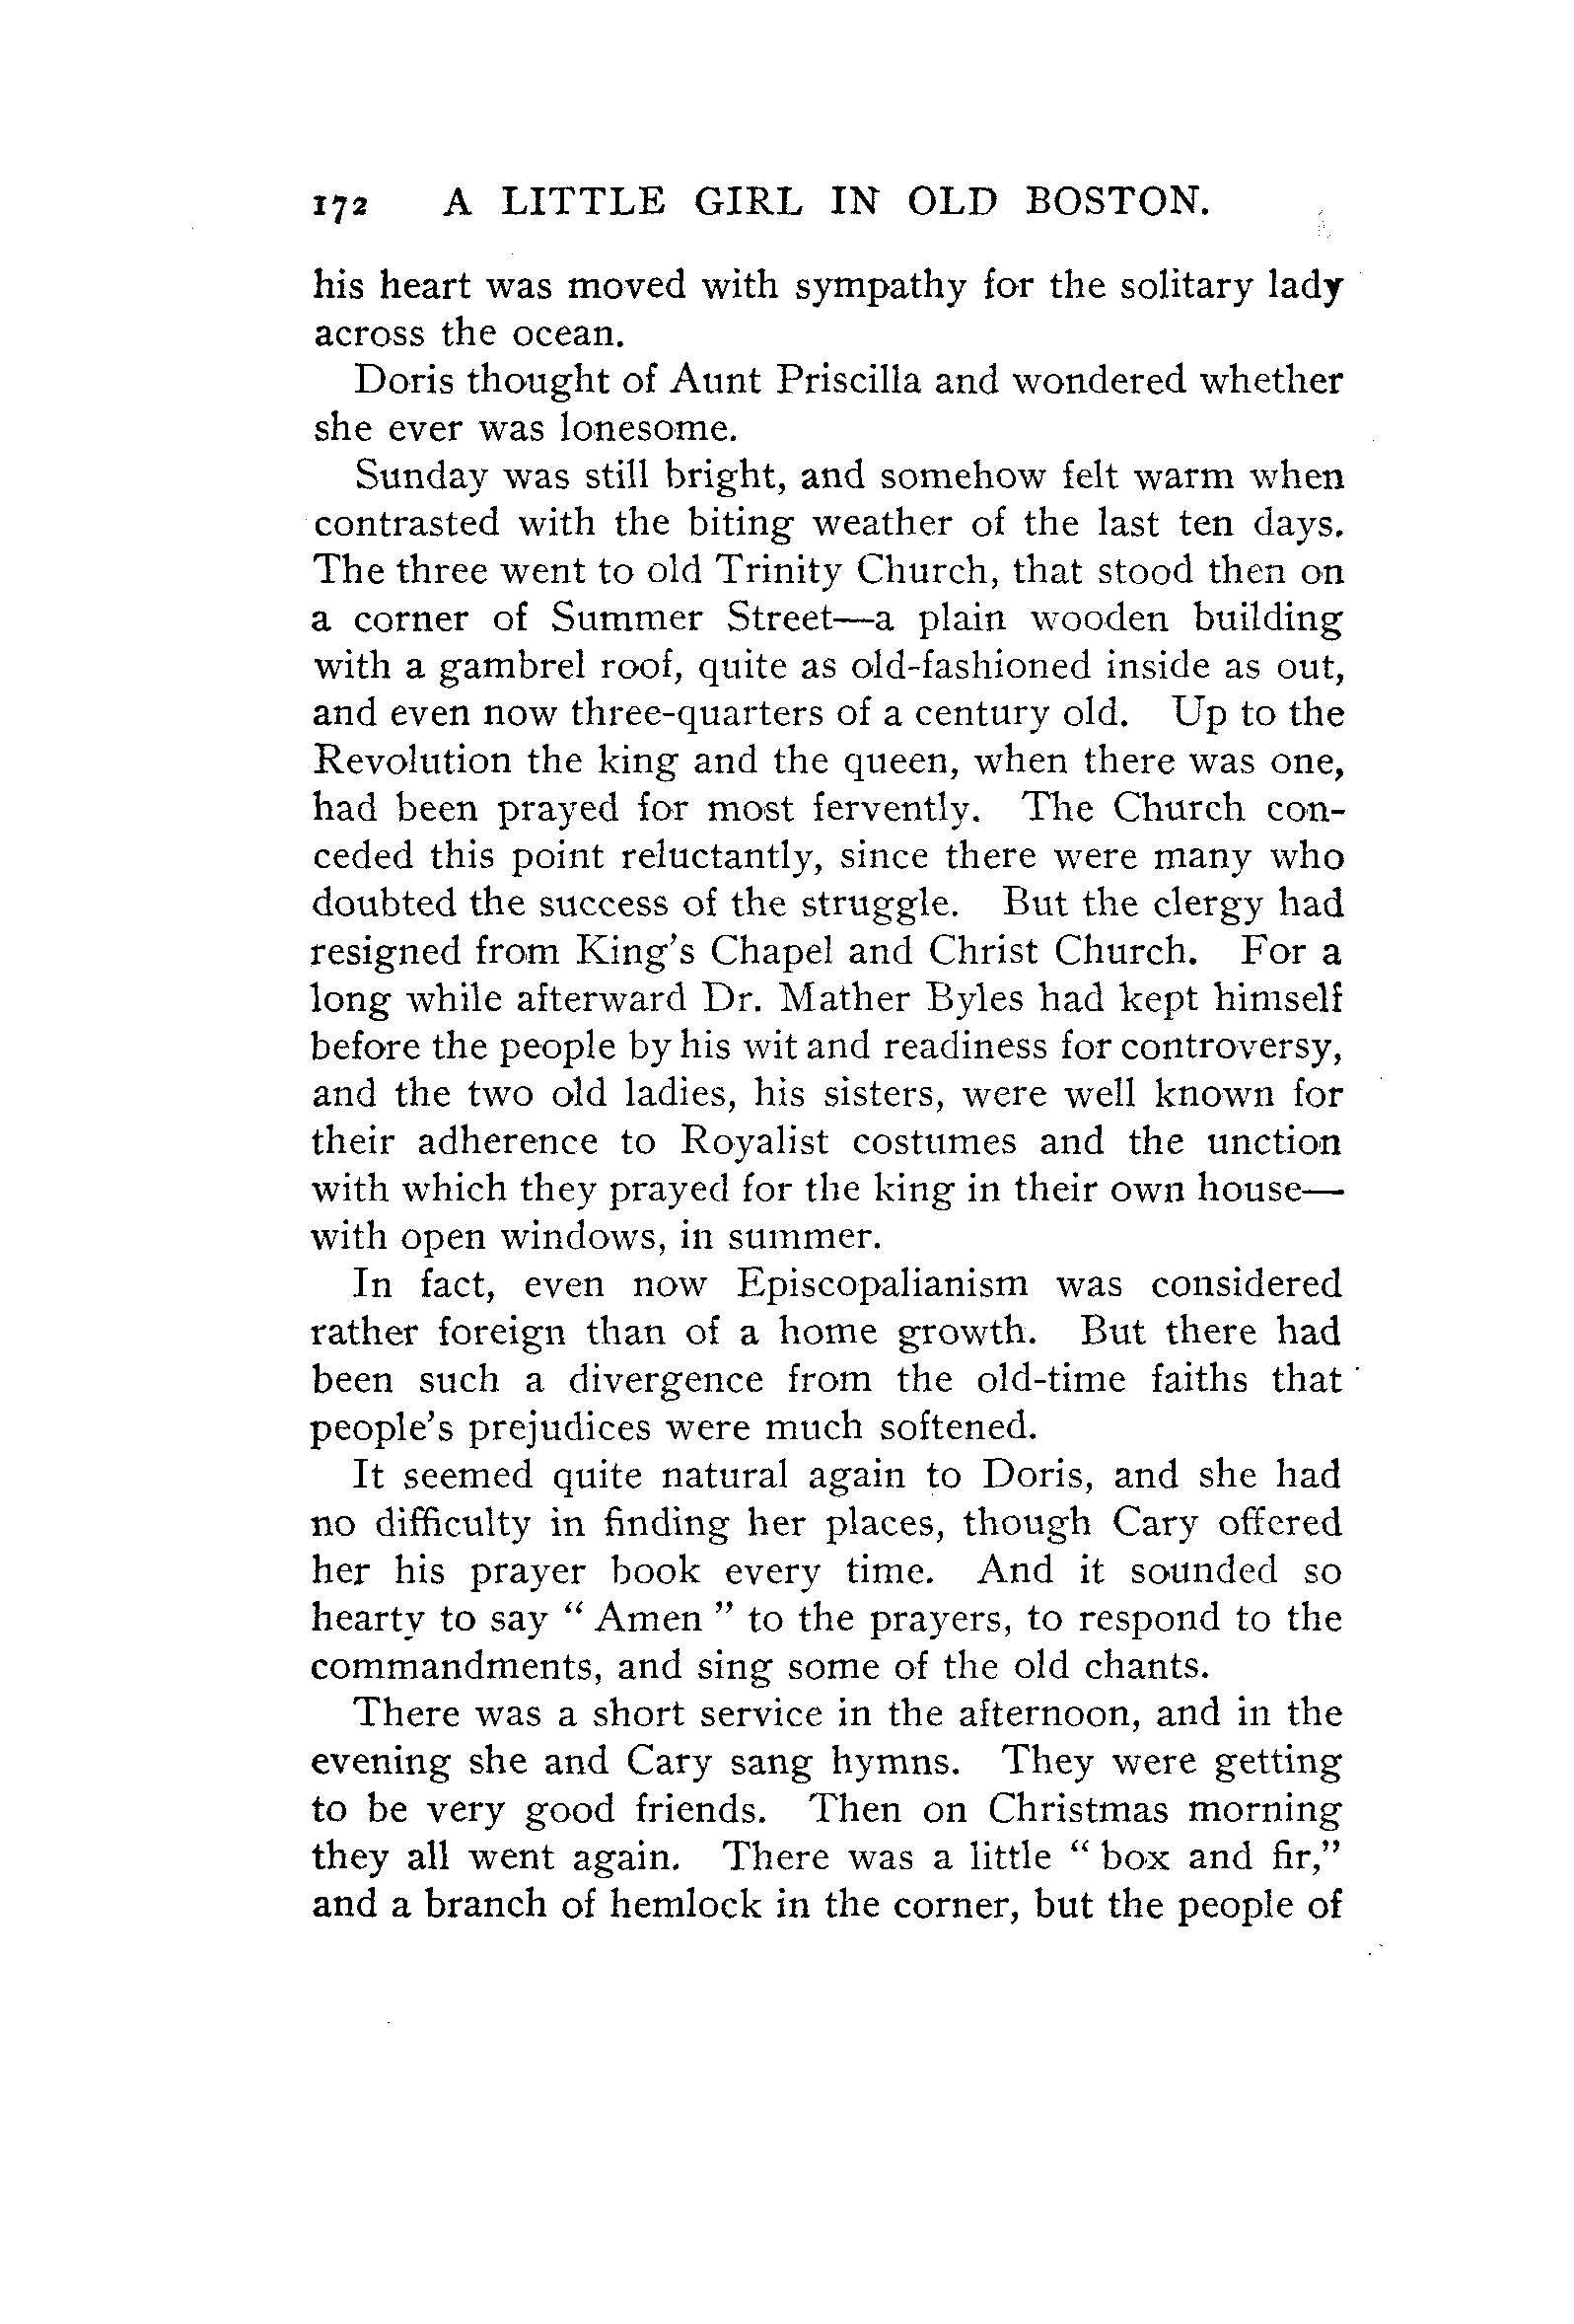 172 A LITTLE GIRL IN OLD BOSTON.
his heart was moved with sympathy for the solitary lady
across the ocean.
Doris thought of Aunt Priscilla and wondered whether
she ever was lonesome.
Sunday was still bright, and somehow felt warm when
contrasted with the biting weather of the last ten days.
The three went to old Trinity Church, that stood then on
a corner of Summer Street—a plain wooden building
with a gambrel roof, quite as old-fashioned inside as out,
and even now three-quarters of a century old. Up to the
Revolution the king and the queen, when there was one,
had been prayed for most fervently. The Church con-
ceded this point reluctantly, since there were many who
doubted the success of the struggle. But the clergy had
resigned from King's Chapel and Christ Church. For a
long while afterward Dr. Mather Byles had kept himself
before the people by his wit and readiness for controversy,
and the two old ladies, his sisters, were well known for
their adherence to Royalist costumes and the unction
with which they prayed for the king in their own house—
with open windows, in summer.
In fact, even now Episcopalianism was considered
rather foreign than of a home growth. But there had
been such a divergence from the old-time faiths that
people's prejudices were much softened.
It seemed quite natural again to Doris, and she had
no difficulty in finding her places, though Cary offered
her his prayer book every time. And it sounded so
hearty to say " Amen " to the prayers, to respond to the
commandments, and sing some of the old chants.
There was a short service in the afternoon, and in the
evening she and Cary sang hymns. They were getting
to be very good friends. Then on Christmas morning
they all went again. There was a little " box and fir,"
and a branch of hemlock in the corner, but the people of